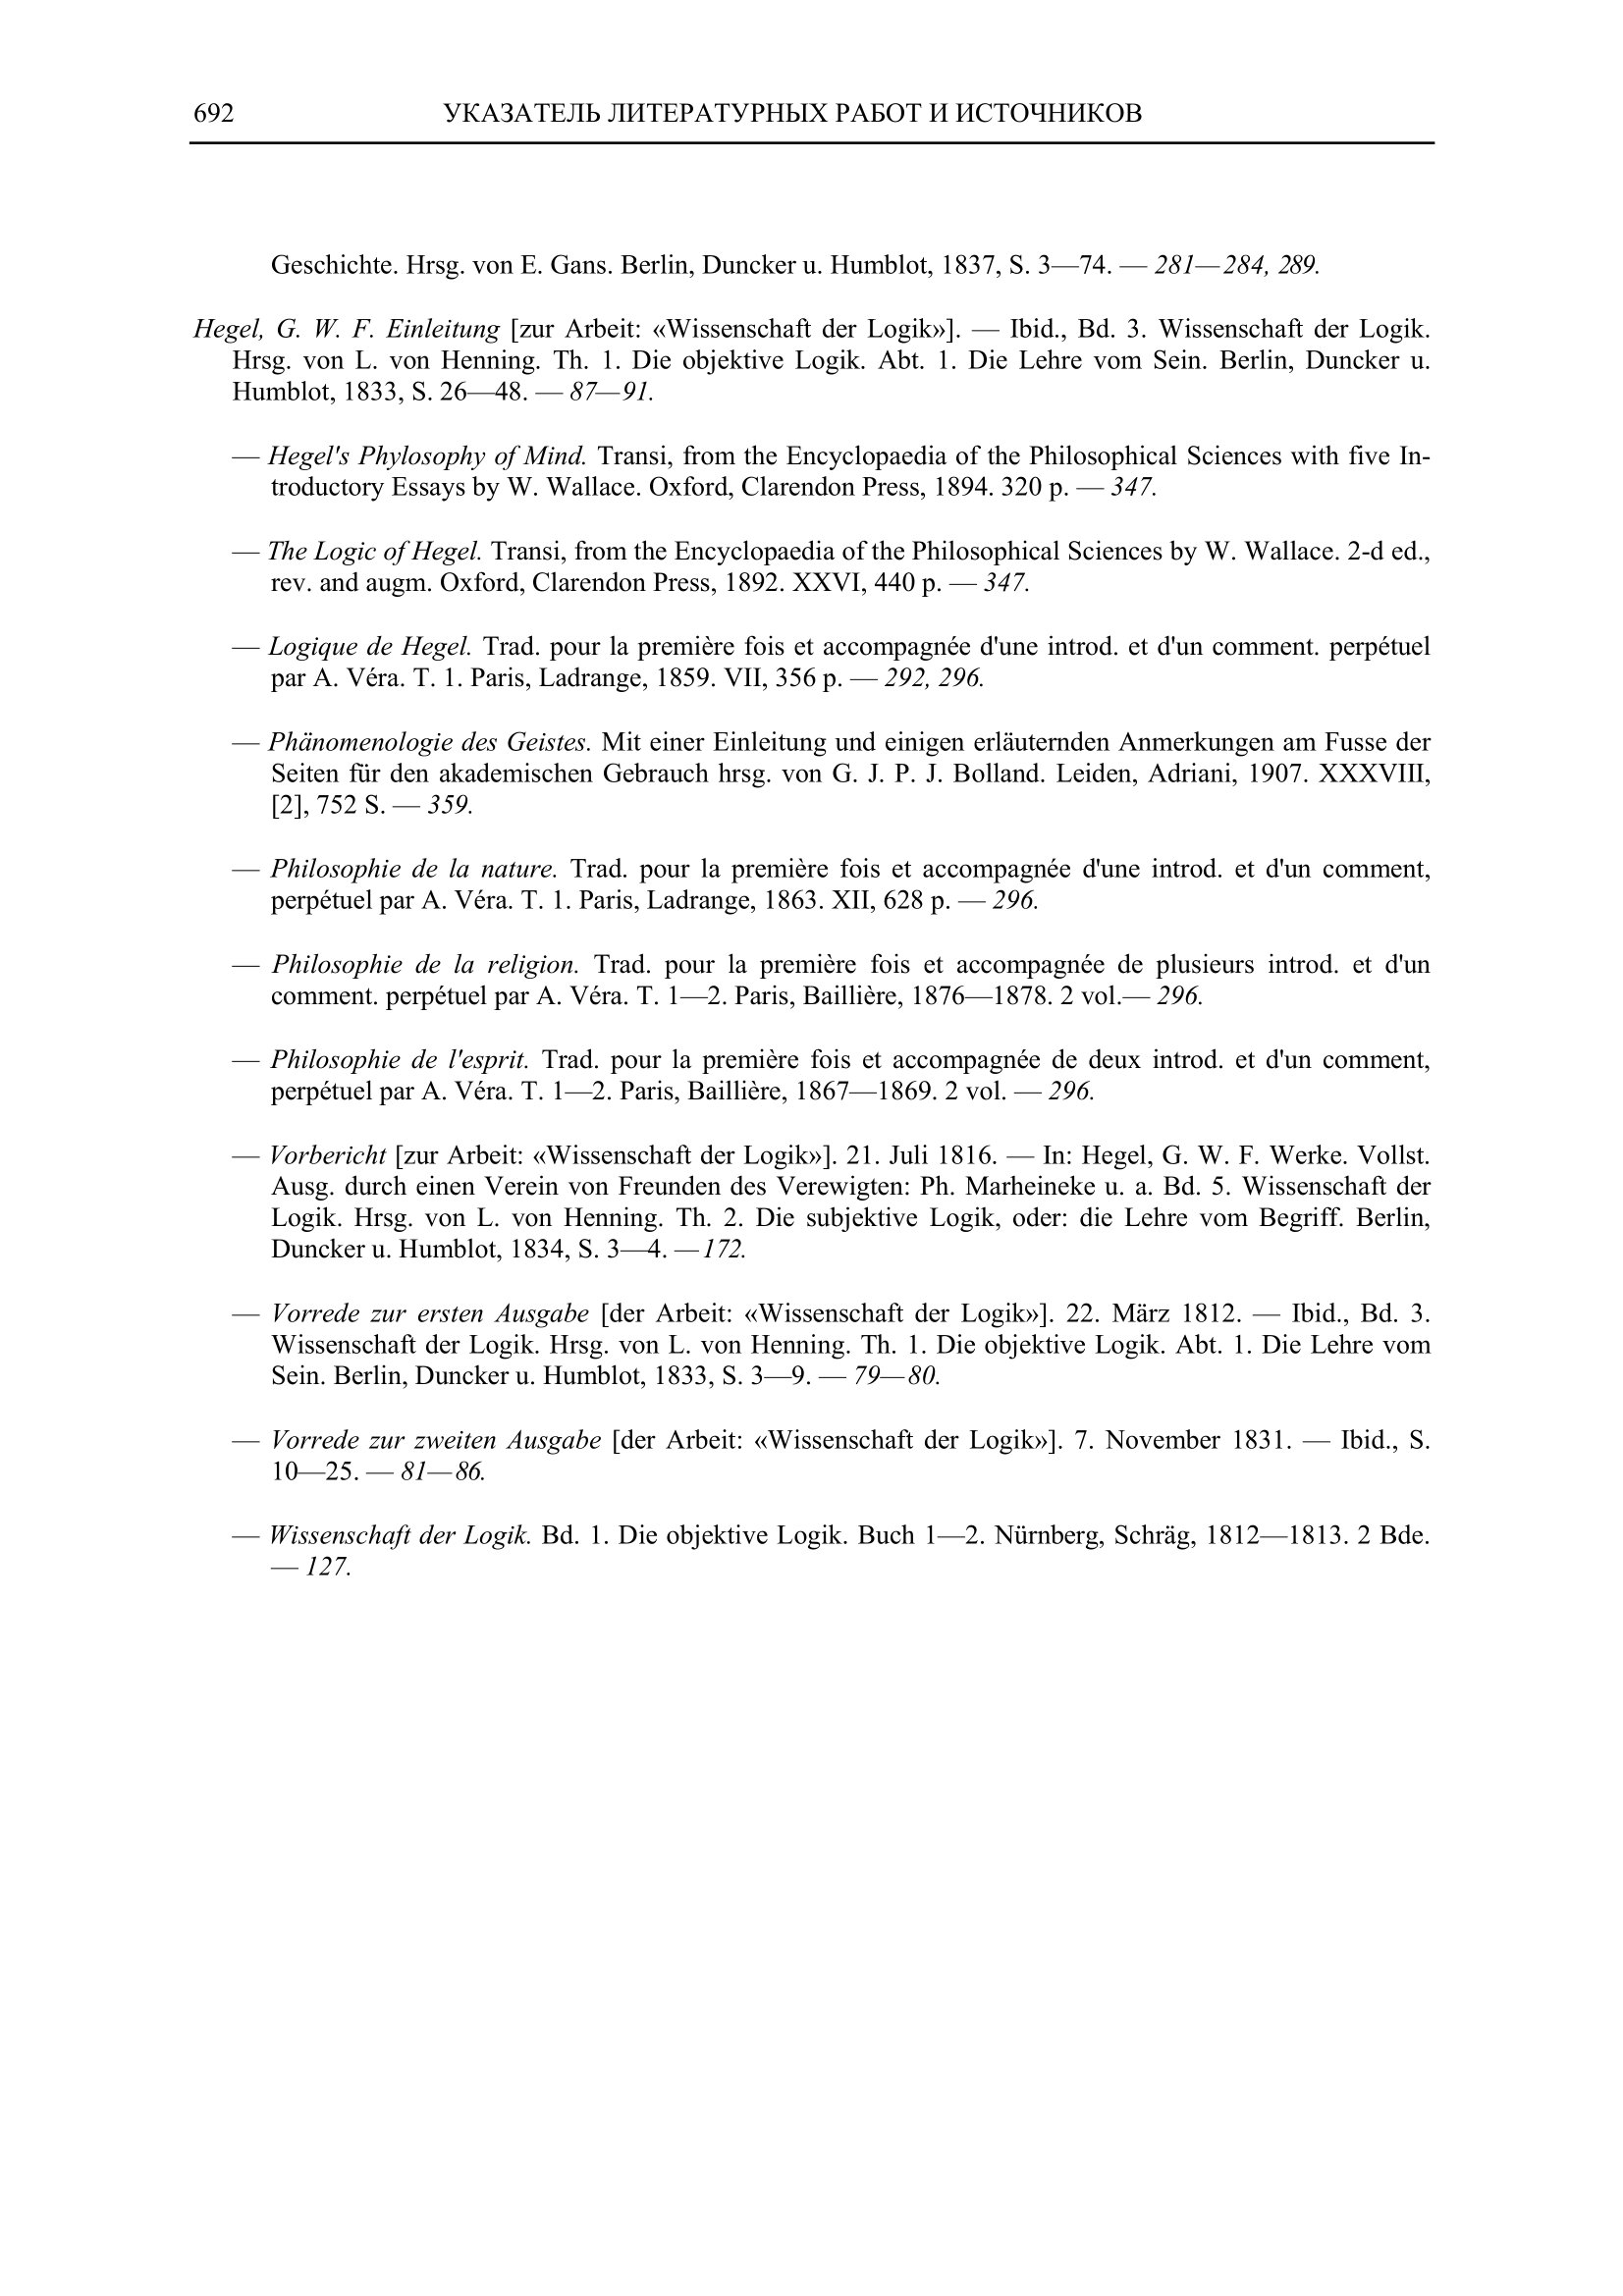 692
УКАЗАТЕЛЬ ЛИТЕРАТУРНЫХ РАБОТ И ИСТОЧНИКОВ
Geschichte. Hrsg. von E. Gans. Berlin, Duncker u. Humblot, 1837, S. 3—74. — 281—284, 289.
Hegel, G. W. F. Einleitung [zur Arbeit: «Wissenschaft der Logik»]. — Ibid., Bd. 3. Wissenschaft der Logik.
Hrsg. von L. von Henning. Th. 1. Die objektive Logik. Abt. 1. Die Lehre vom Sein. Berlin, Duncker u.
Humblot, 1833, S. 26—48. — 87—91.
— Hegel's Phylosophy of Mind. Transi, from the Encyclopaedia of the Philosophical Sciences with five In-
troductory Essays by W. Wallace. Oxford, Clarendon Press, 1894. 320 p. — 347.
— The Logic of Hegel. Transi, from the Encyclopaedia of the Philosophical Sciences by W. Wallace. 2-d ed.,
rev. and augm. Oxford, Clarendon Press, 1892. XXVI, 440 p. — 347.
— Logique de Hegel. Trad. pour la première fois et accompagnée d'une introd. et d'un comment. perpétuel
par A. Véra. T. 1. Paris, Ladrange, 1859. VII, 356 p. — 292, 296.
— Phänomenologie des Geistes. Mit einer Einleitung und einigen erläuternden Anmerkungen am Fusse der
Seiten für den akademischen Gebrauch hrsg. von G. J. P. J. Bolland. Leiden, Adriani, 1907. XXXVIII,
[2], 752 S. — 359.
— Philosophie de la nature. Trad. pour la première fois et accompagnée d'une introd. et d'un comment,
perpétuel par A. Véra. T. 1. Paris, Ladrange, 1863. XII, 628 p. — 296.
— Philosophie de la religion. Trad. pour la première fois et accompagnée de plusieurs introd. et d'un
comment. perpétuel par A. Véra. T. 1—2. Paris, Baillière, 1876—1878. 2 vol.— 296.
— Philosophie de l'esprit. Trad. pour la première fois et accompagnée de deux introd. et d'un comment,
perpétuel par A. Véra. T. 1—2. Paris, Baillière, 1867—1869. 2 vol. — 296.
— Vorbericht [zur Arbeit: «Wissenschaft der Logik»]. 21. Juli 1816. — In: Hegel, G. W. F. Werke. Vollst.
Ausg. durch einen Verein von Freunden des Verewigten: Ph. Marheineke u. a. Bd. 5. Wissenschaft der
Logik. Hrsg. von L. von Henning. Th. 2. Die subjektive Logik, oder: die Lehre vom Begriff. Berlin,
Duncker u. Humblot, 1834, S. 3—4. —172.
— Vorrede zur ersten Ausgabe [der Arbeit: «Wissenschaft der Logik»]. 22. März 1812. — Ibid., Bd. 3.
Wissenschaft der Logik. Hrsg. von L. von Henning. Th. 1. Die objektive Logik. Abt. 1. Die Lehre vom
Sein. Berlin, Duncker u. Humblot, 1833, S. 3—9. — 79—80.
— Vorrede zur zweiten Ausgabe [der Arbeit: «Wissenschaft der Logik»]. 7. November 1831. — Ibid., S.
10—25. — 81—86.
— Wissenschaft der Logik. Bd. 1. Die objektive Logik. Buch 1—2. Nürnberg, Schräg, 1812—1813. 2 Bde.
— 127.